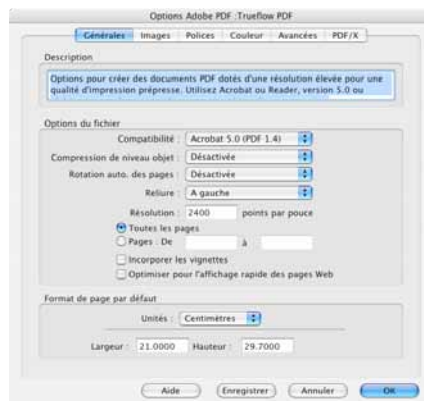 Options Adobe PDF :Trueflow PDF
Générales Images Polices Couleur Avancées PDF/X
Description
Options pour créer des documents PDF dotés d'une résolution élevée pour une
qualité d'impression prépresse. Utilisez Acrobat ou Reader, version 5.0 ou
Options du fichier
Compatibilité : Acrobat 5.0 (PDF 1.4)
Compression de niveau objet : Désactivée
Rotation auto. des pages : Désactivée
Reliure : A gauche
Résolution : 2400 points par pouce
Toutes les pages
Pages : De à
Incorporer les vignettes
Optimiser pour l'affichage rapide des pages Web
Format de page par défaut
Unités : Centimètres
Largeur : 21.0000 Hauteur : 29.7000
Aide Enregistrer Annuler OK